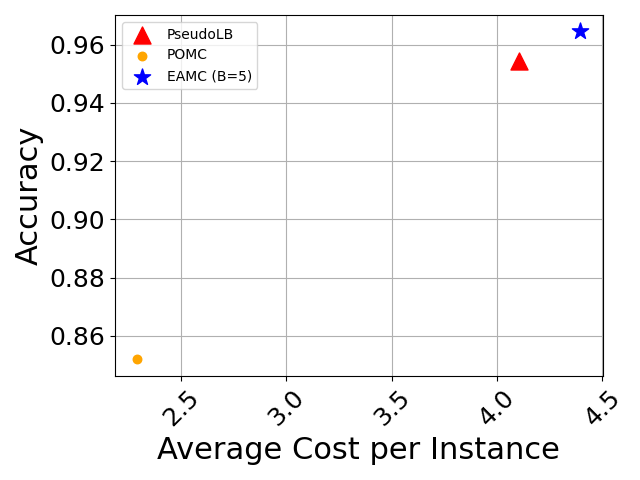 PseudoLB
POMC
EAMC (B=5)
0.96
0.94
0.92
0.90
0.88
0.86
Accuracy
2.5
3.0
3.5
4.0
4.5
Average Cost per Instance